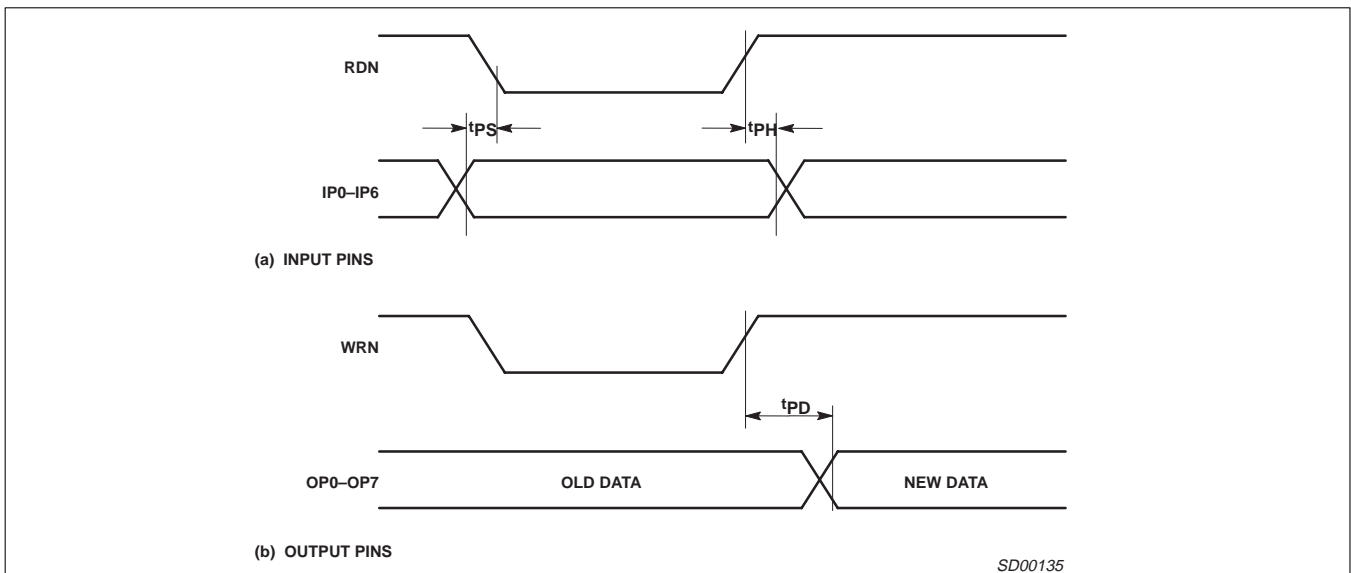 RDN
tPS
tPH
IP0–IP6
(a) INPUT PINS
WRN
tPD
OP0–OP7 OLD DATA NEW DATA
(b) OUTPUT PINS
SD00135